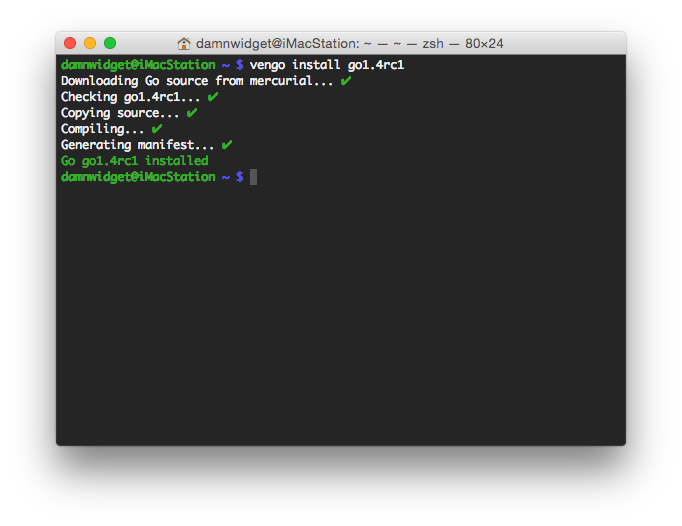 damnwidget@iMacStation: ~ — ~ — zsh — 80×24
damnwidget@iMacStation ~ $ vengo install go1.4rc1
Downloading Go source from mercurial... ✔
Checking go1.4rc1... ✔
Copying source... ✔
Compiling... ✔
Generating manifest... ✔
Go go1.4rc1 installed
damnwidget@iMacStation ~ $